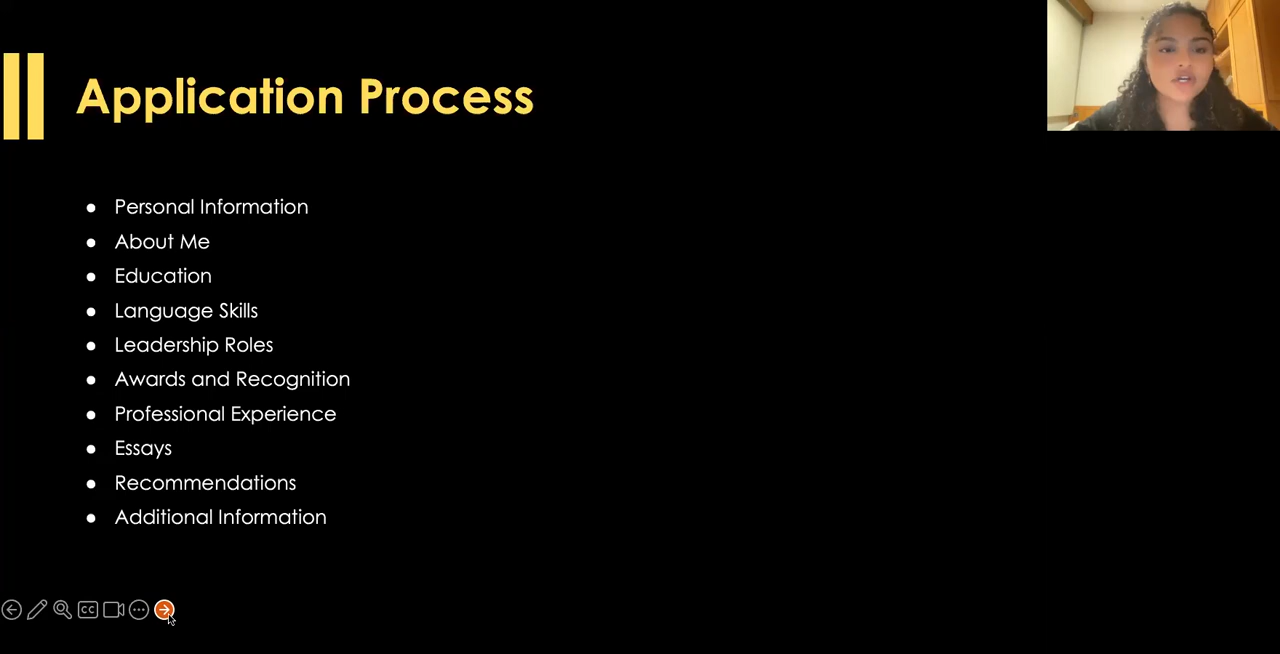 Application Process
Personal Information
About Me
Education
Language Skills
Leadership Roles
Awards and Recognition
Professional Experience
Essays
Recommendations
Additional Information
CC